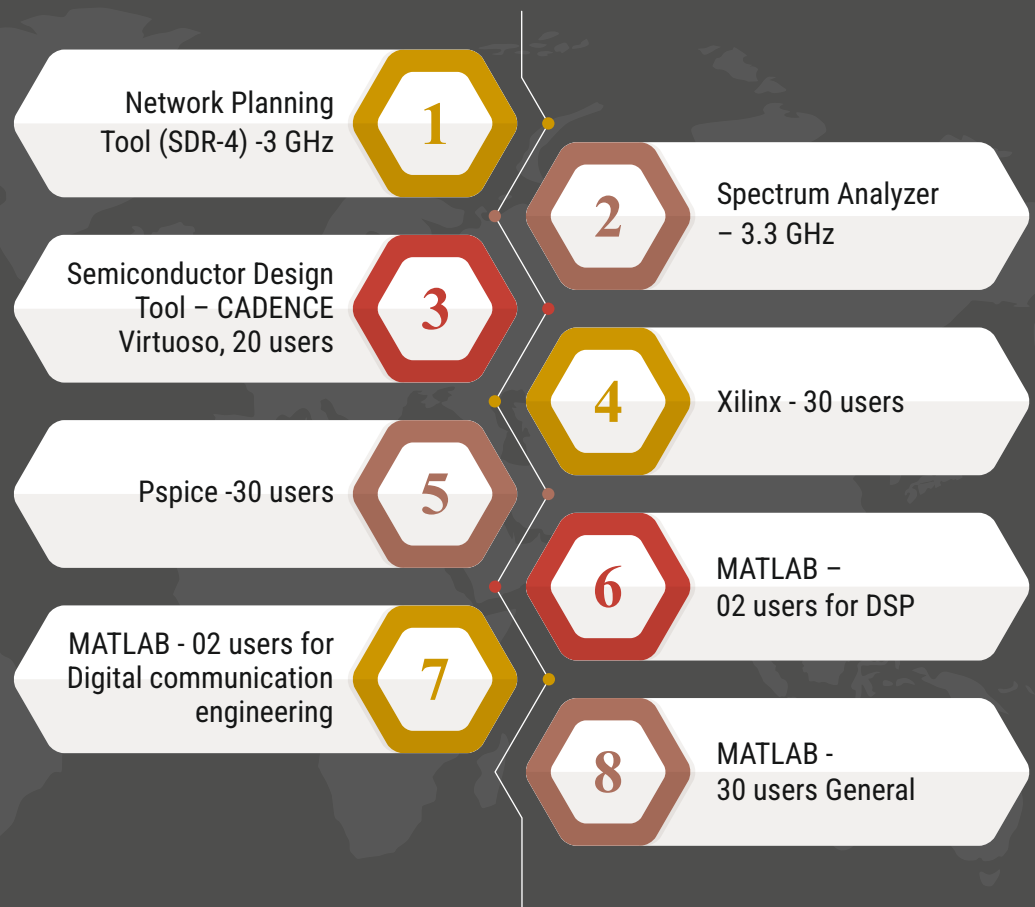 1
Network Planning
Tool (SDR-4) -3 GHz
2
Spectrum Analyzer
– 3.3 GHz
3
Semiconductor Design
Tool – CADENCE
Virtuoso, 20 users
4
Xilinx - 30 users
5
Pspice -30 users
6
MATLAB –
02 users for DSP
7
MATLAB - 02 users for
Digital communication
engineering
8
MATLAB -
30 users General